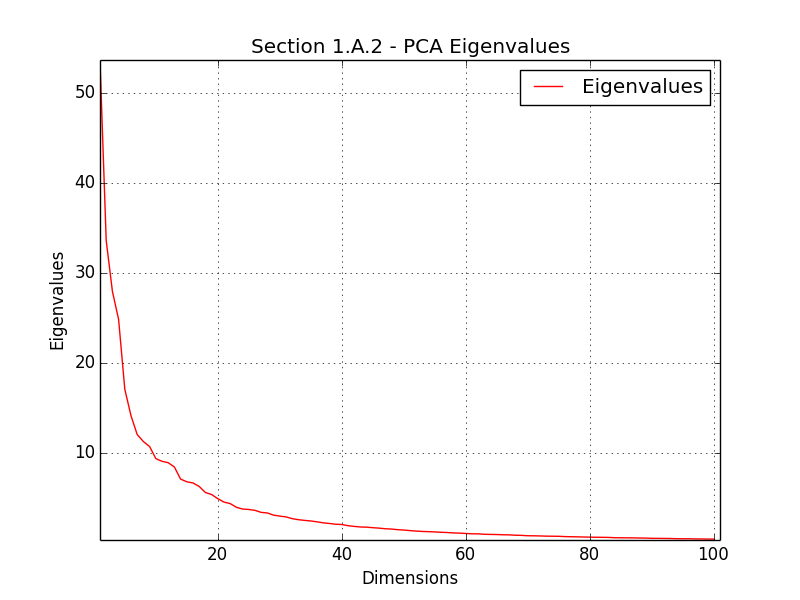 Section 1.A.2 - PCA Eigenvalues
Eigenvalues
50
40
30
20
10
Eigenvalues
20 40 60 80 100
Dimensions